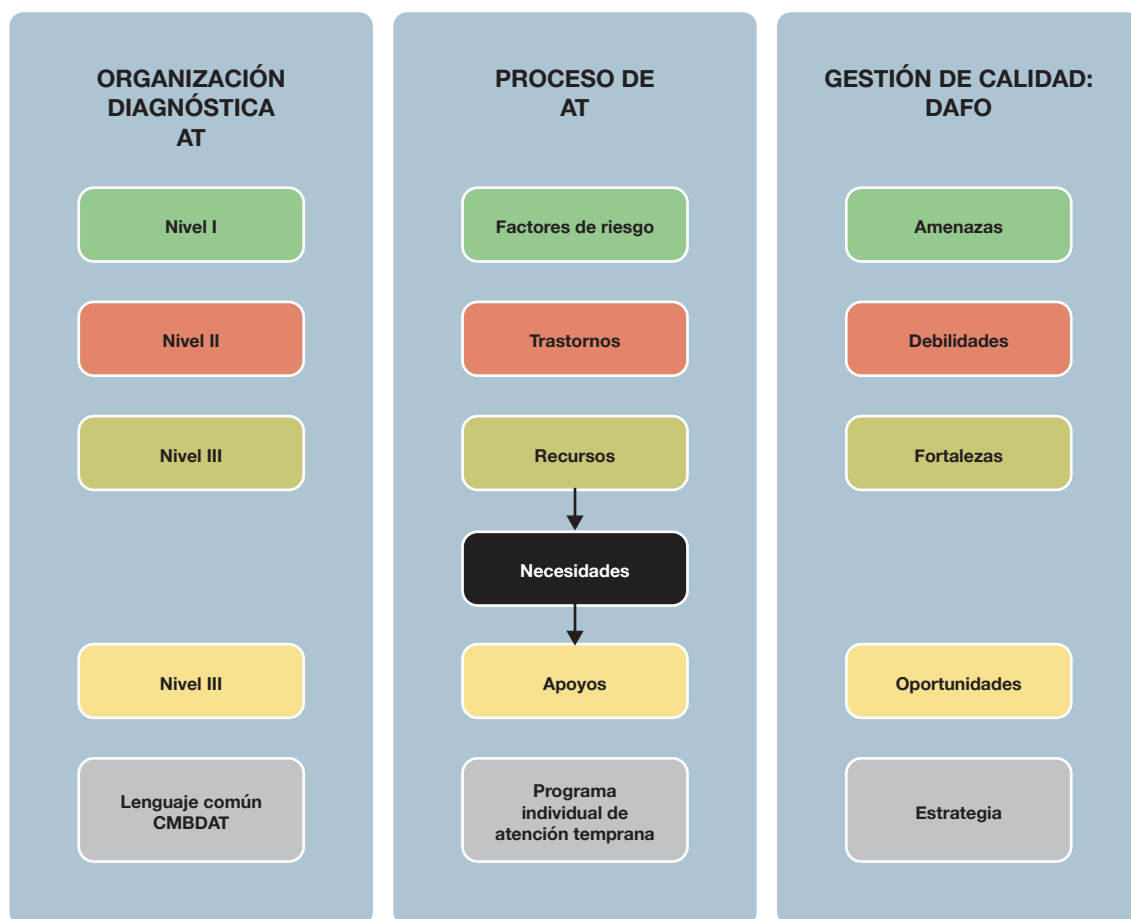 ORGANIZACIÓN
DIAGNÓSTICA
AT
Nivel I
Nivel II
Nivel III
Nivel III
Lenguaje común
CMBDAT
PROCESO DE
AT
Factores de riesgo
Trastornos
Recursos
Necesidades
Apoyos
Programa
individual de
atención temprana
GESTIÓN DE CALIDAD:
DAFO
Amenazas
Debilidades
Fortalezas
Oportunidades
Estrategia